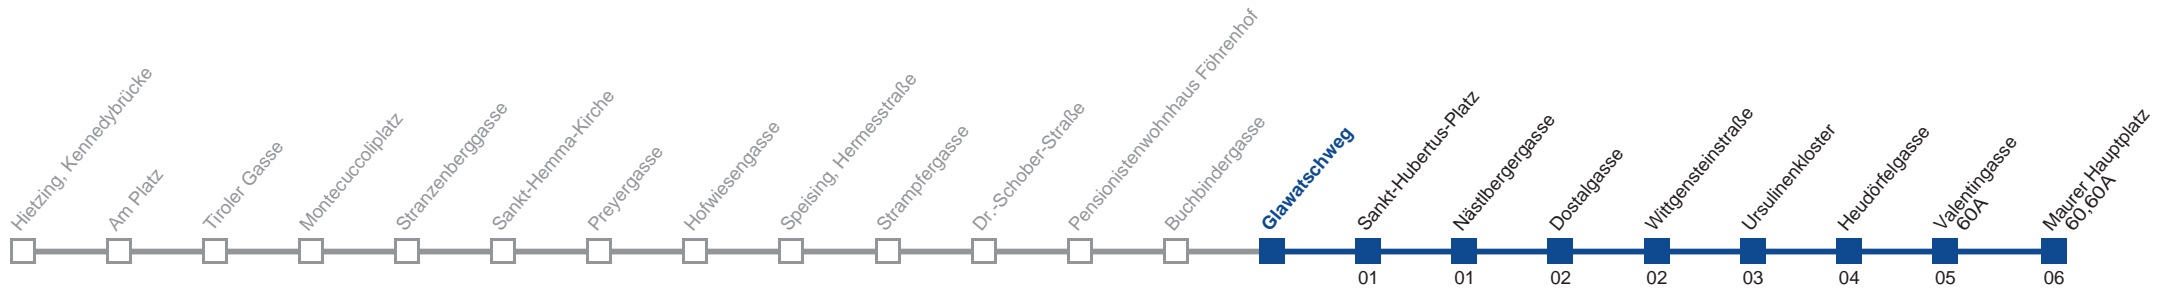 Hietzing, Kennedybrücke
Am Platz
Tiroler Gasse
Montecuccoliplatz
Stranzenberggasse
Sankt-Hemma-Kirche
Preyergasse
Hofwiesengasse
Speising, Hermesstraße
Strampfergasse
Dr.-Schober-Straße
Pensionistenwohnhaus Föhrenhof
Buchbindergasse
Glawatschweg
Sankt-Hubertus-Platz
Nästlbergergasse
Dostalgasse
Wittgensteinstraße
Ursulinenkloster
Heudörfelgasse
Valentingasse
60A
Maurer Hauptplatz
60,60A
01
01
02
02
03
04
05
06